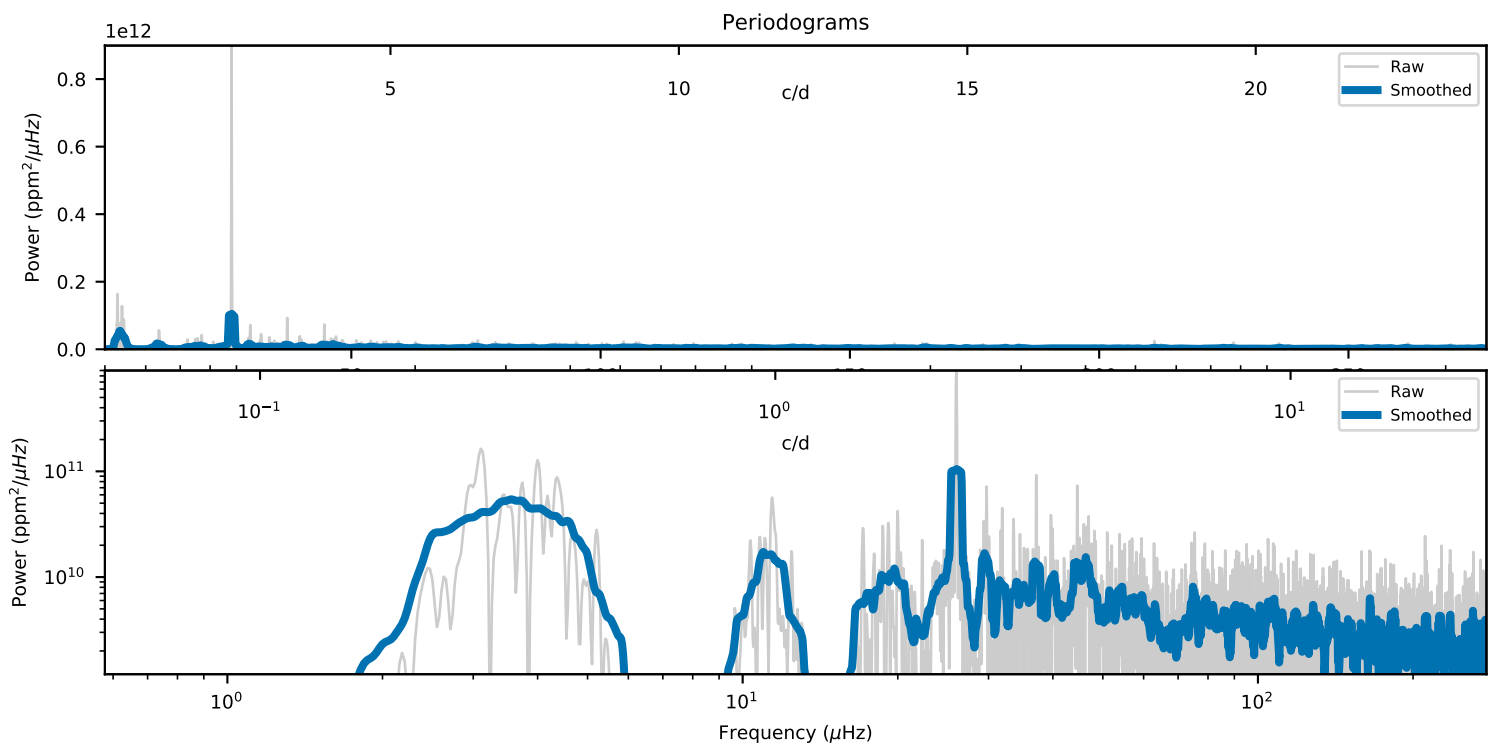 Periodograms
1e12
0.8
0.6
0.4
0.2
0.0
Power (ppm²/μHz)
5
10
15
20
c/d
Raw
Smoothed
10⁻¹
10⁰
10¹
c/d
Raw
Smoothed
10¹¹
10¹⁰
Power (ppm²/μHz)
10⁰
10¹
10²
Frequency (μHz)